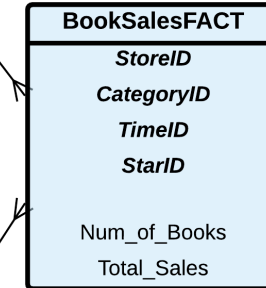 BookSalesFACT
StoreID
CategoryID
TimeID
StarID
Num_of_Books
Total_Sales